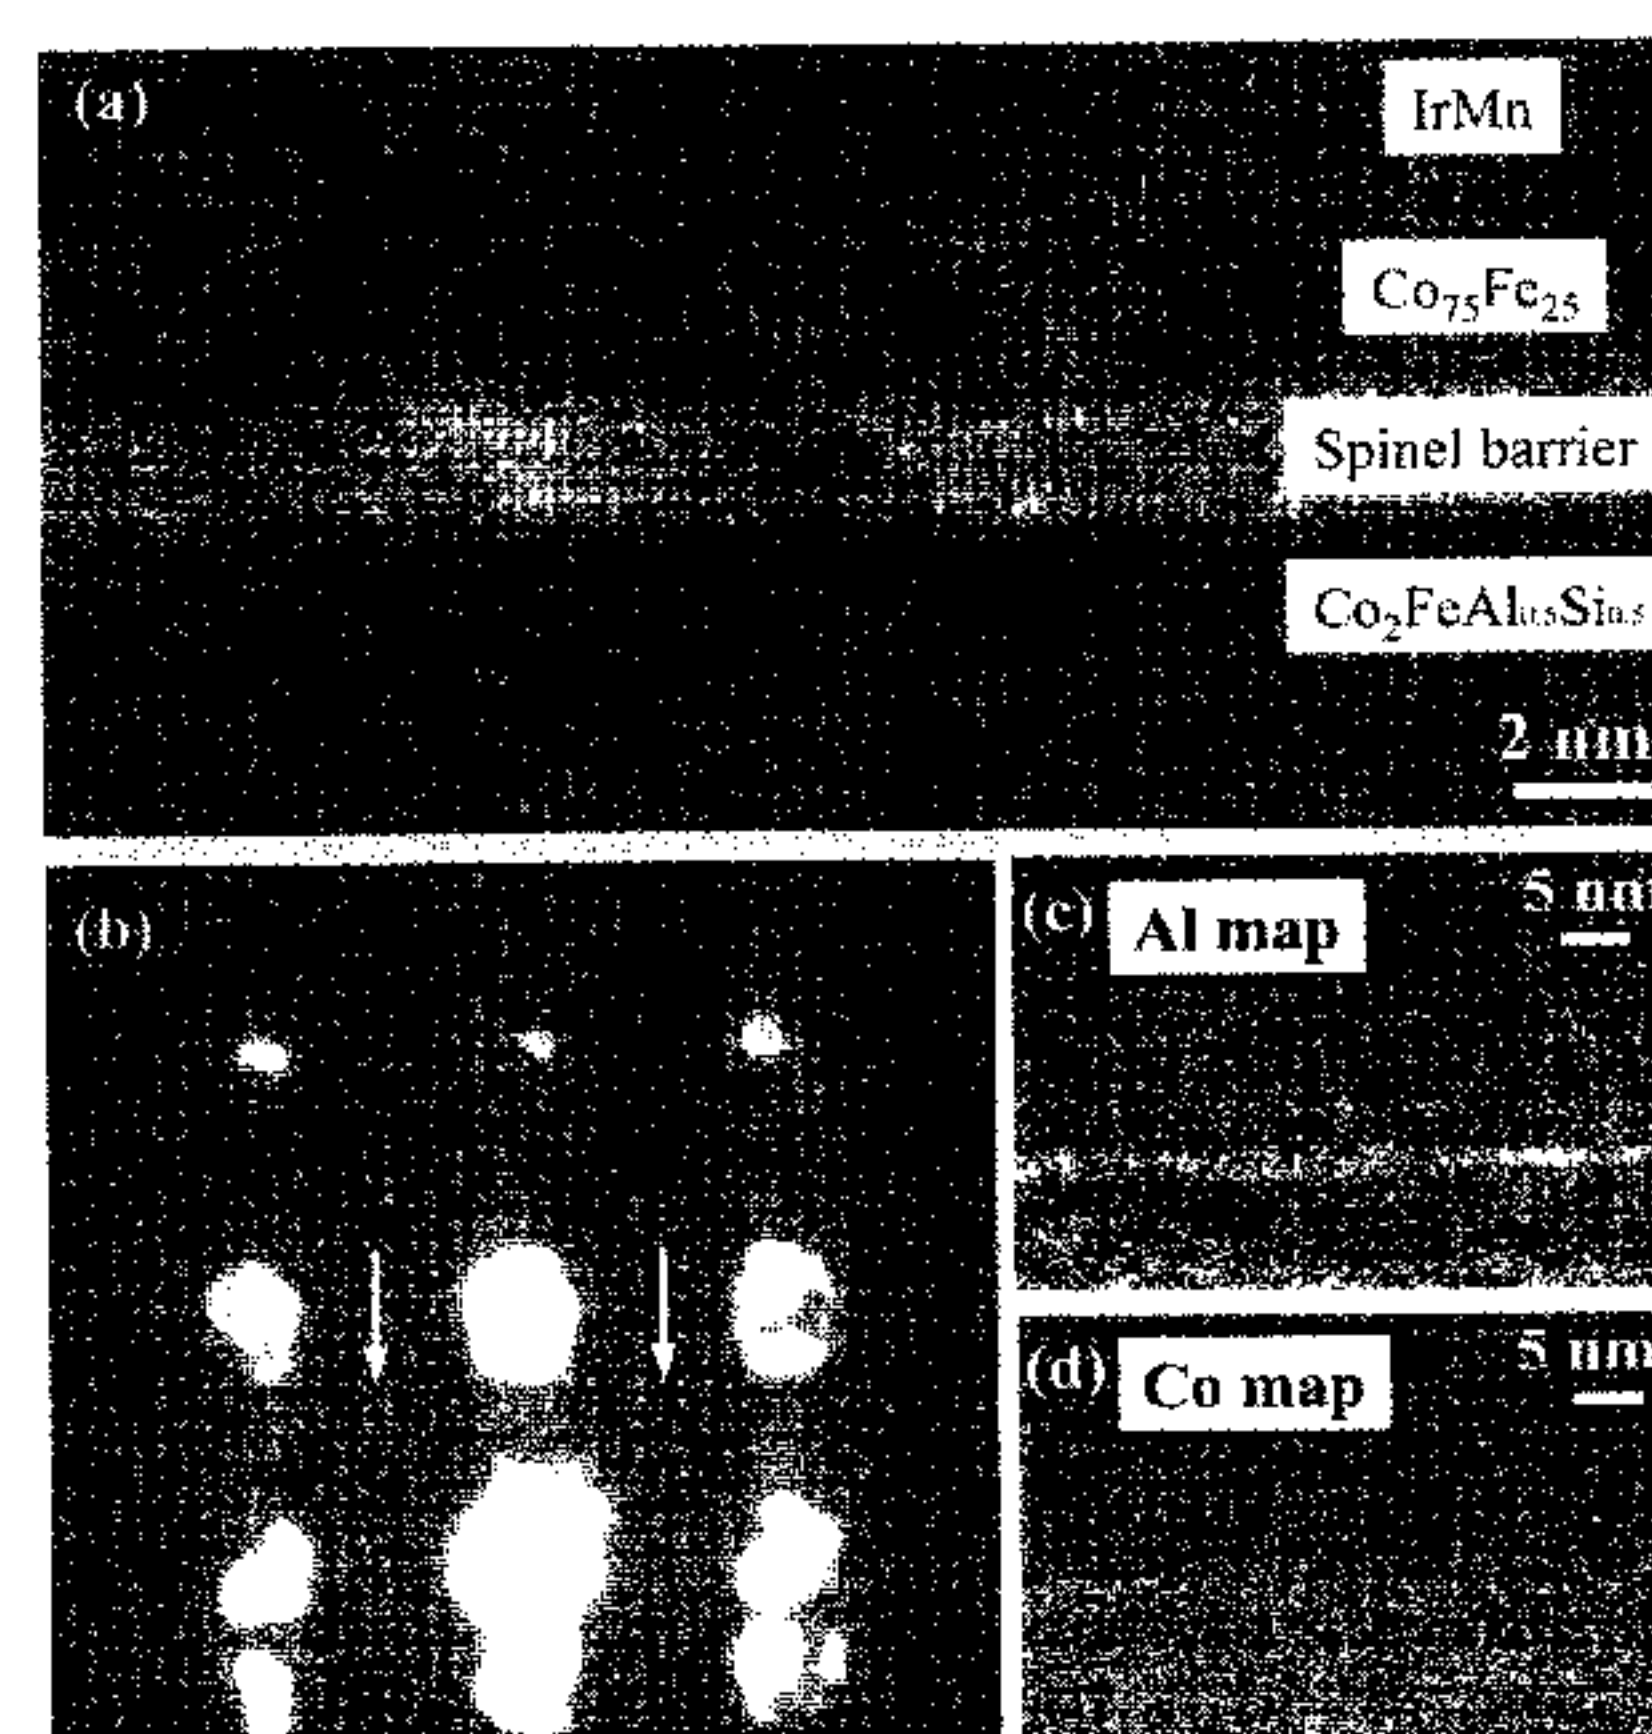 (a)
IrMn
Co₇₅Fe₂₅
Spinel barrier
Co₂FeAl₀.₅Si₀.₅
2 nm
(b)
(c) Al map
5 nm
(d) Co map
5 nm